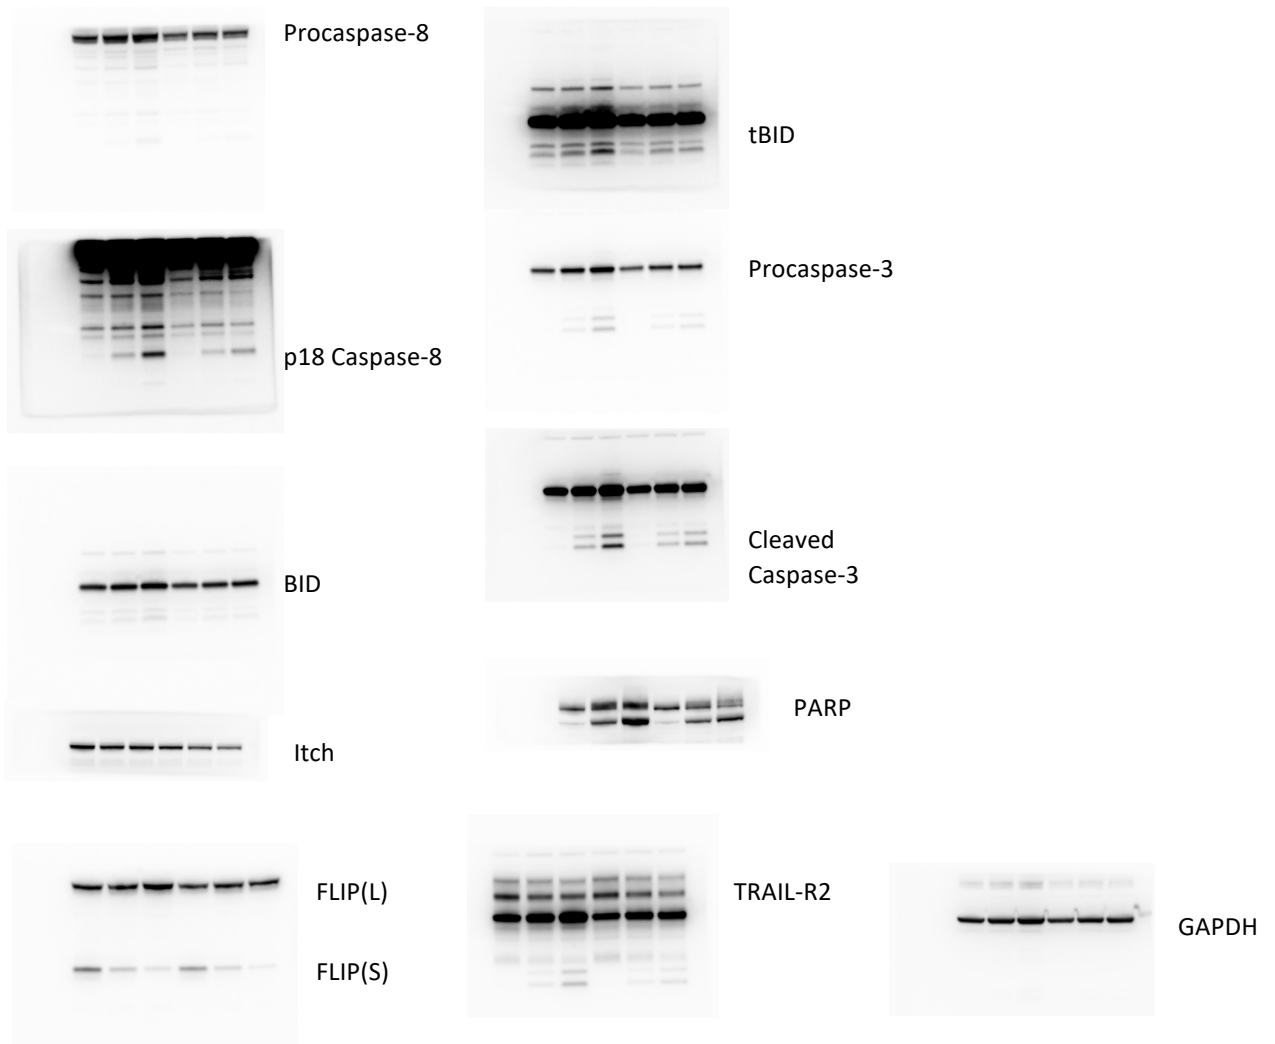 Procaspase-8
tBID
Procaspase-3
p18 Caspase-8
Cleaved
Caspase-3
BID
PARP
Itch
FLIP(L)
TRAIL-R2
GAPDH
FLIP(S)